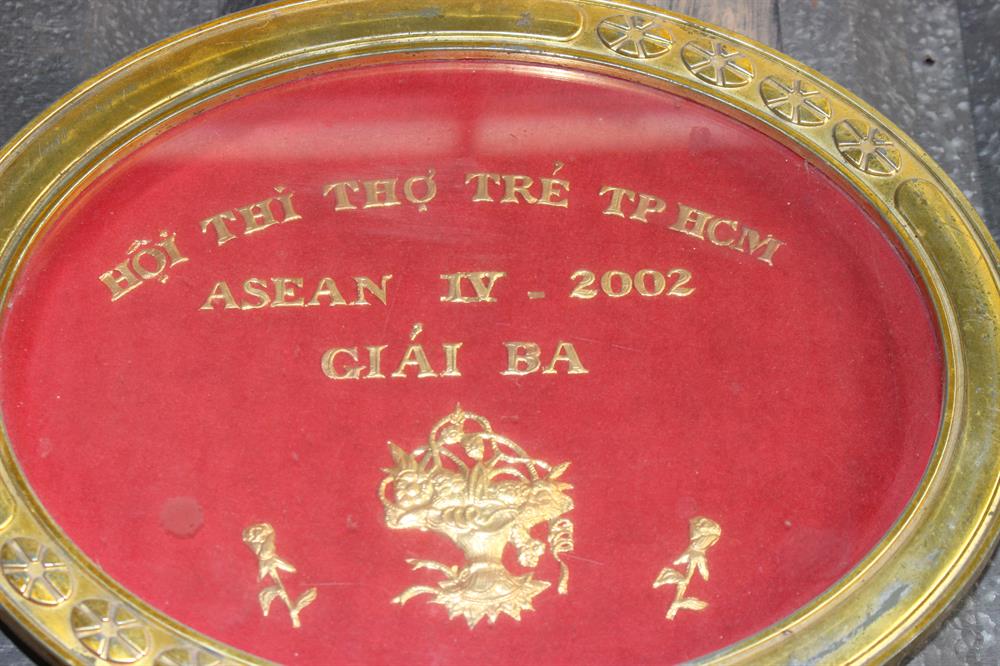 HỘI THI THỢ TRẺ TP HCM
ASEAN IV - 2002
GIẢI BA